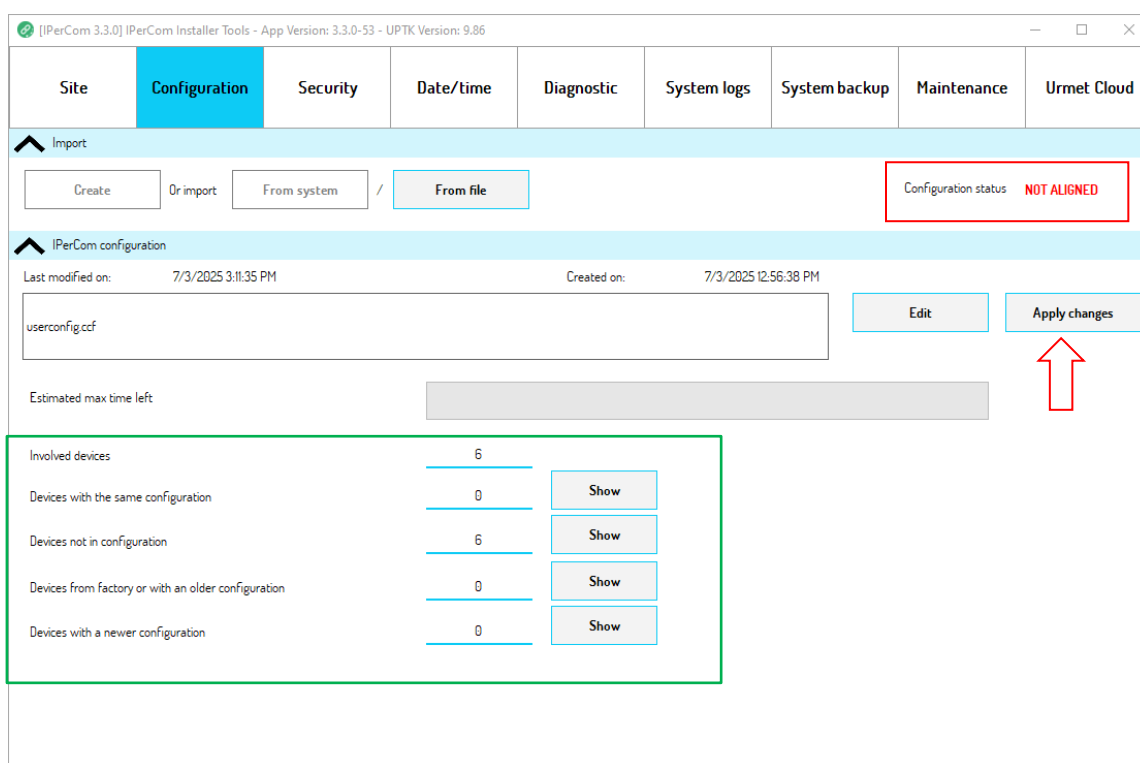 [IPerCom 3.3.0] IPerCom Installer Tools - App Version: 3.3.0-53 - UPTK Version: 9.86
Site Configuration Security Date/time Diagnostic System logs System backup Maintenance Urmet Cloud
Import
Create Or import From system / From file Configuration status NOT ALIGNED
IPerCom configuration
Last modified on: 7/3/2025 3:11:35 PM Created on: 7/3/2025 12:56:38 PM
Edit Apply changes
userconfig.ccf
Estimated max time left
Involved devices 6
Devices with the same configuration 0 Show
Devices not in configuration 6 Show
Devices from factory or with an older configuration 0 Show
Devices with a newer configuration 0 Show